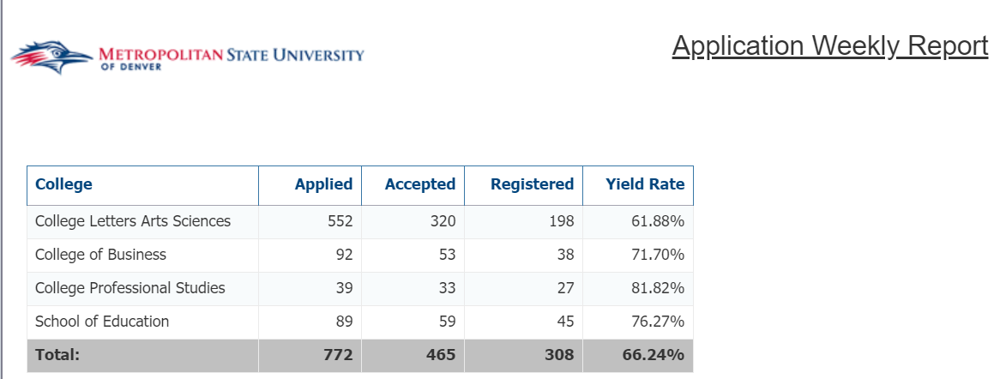 METROPOLITAN STATE UNIVERSITY
OF DENVER
Application Weekly Report
College Applied Accepted Registered Yield Rate
College Letters Arts Sciences 552 320 198 61.88%
College of Business 92 53 38 71.70%
College Professional Studies 39 33 27 81.82%
School of Education 89 59 45 76.27%
Total: 772 465 308 66.24%